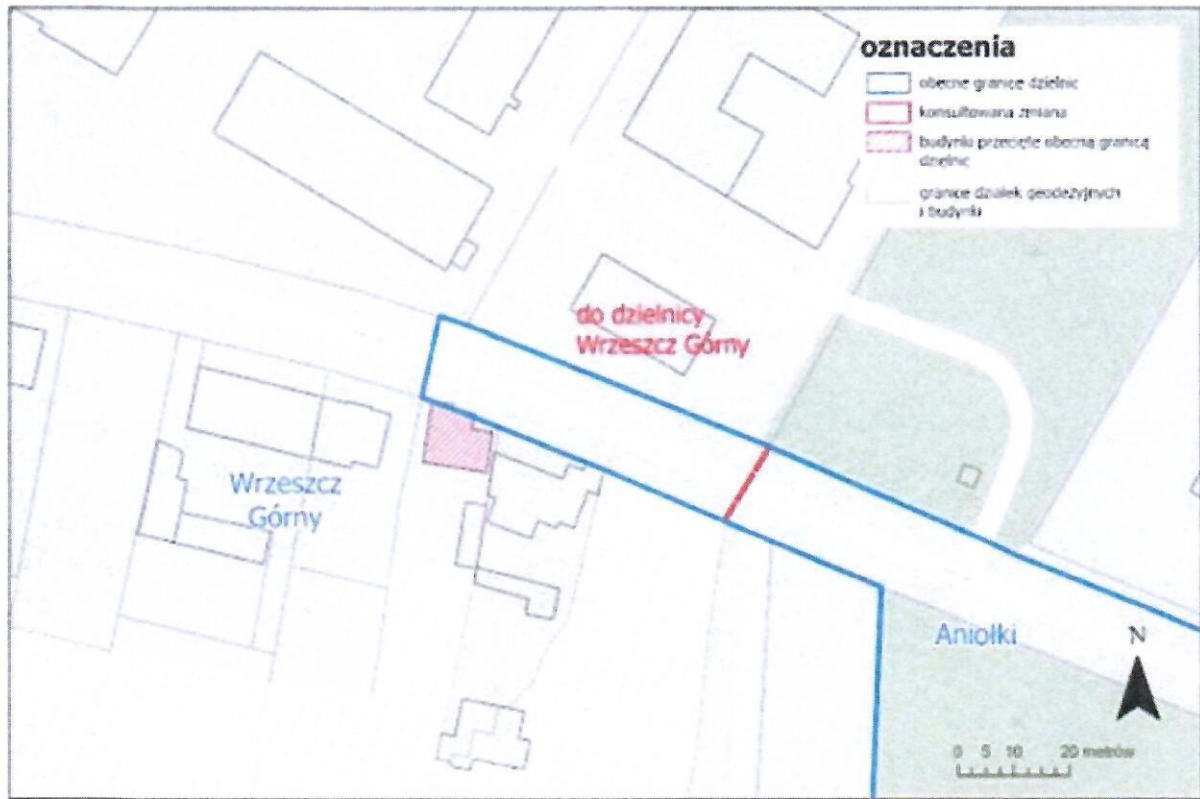 oznaczenia
obecne granice dzielnic
konsultowana zmiana
budynki przecięte obecną granicą
dzielnic
granice działek geodezyjnych
i budynki
do dzielnicy
Wrzeszcz Górny
Wrzeszcz
Górny
Aniołki
N
0 5 10 20 metrów